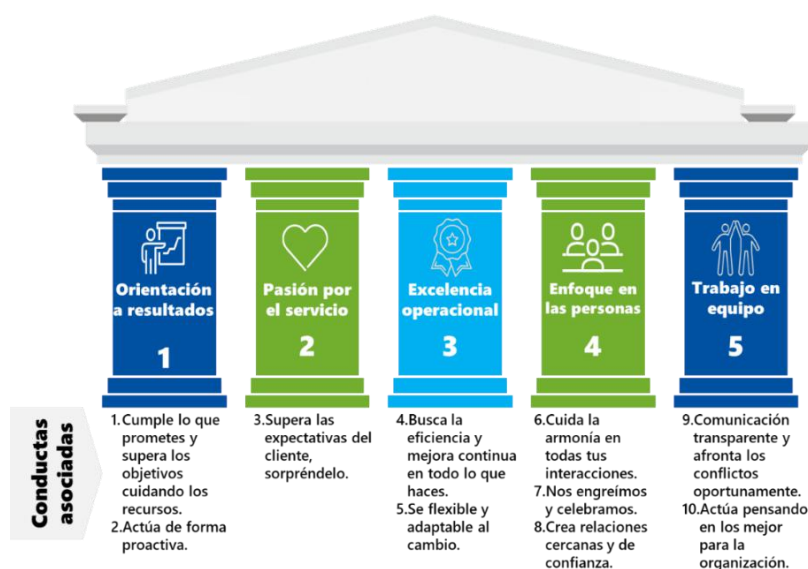 Orientación
a resultados
1
Pasión por
el servicio
2
Excelencia
operacional
3
Enfoque en
las personas
4
Trabajo en
equipo
5
Conductas
asociadas
1.Cumple lo que
prometes y
supera los
objetivos
cuidando los
recursos.
2.Actúa de forma
proactiva.
3.Supera las
expectativas del
cliente,
sorpréndelo.
4.Busca la
eficiencia y
mejora continua
en todo lo que
haces.
5.Se flexible y
adaptable al
cambio.
6.Cuida la
armonía en
todas tus
interacciones.
7.Nos engreímos
y celebramos.
8.Crea relaciones
cercanas y de
confianza.
9.Comunicación
transparente y
afronta los
conflictos
oportunamente.
10.Actúa pensando
en los mejor
para la
organización.